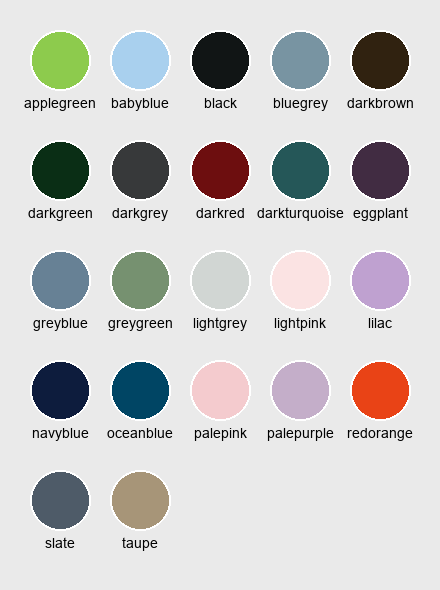 applegreen babyblue black bluegrey darkbrown
darkgreen darkgrey darkred darkturquoise eggplant
greyblue greygreen lightgrey lightpink lilac
navyblue oceanblue palepink palepurple redorange
slate taupe